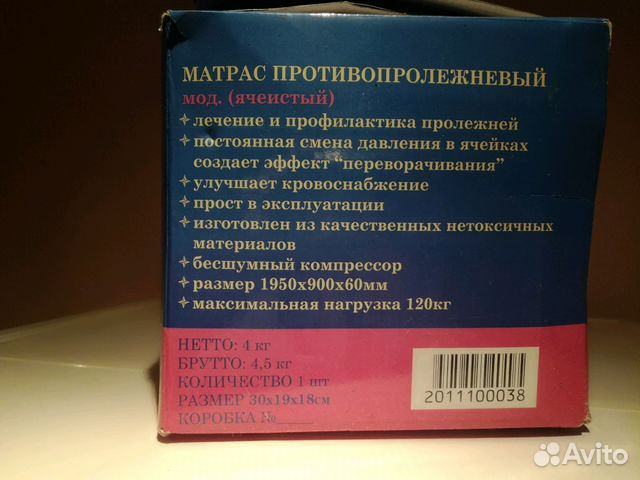 МАТРАС ПРОТИВОПРОЛЕЖНЕВЫЙ
мод. (ячеистый)
лечение и профилактика пролежней
постоянная смена давления в ячейках
создает эффект “переворачивания”
улучшает кровоснабжение
прост в эксплуатации
изготовлен из качественных нетоксичных
материалов
бесшумный компрессор
размер 1950х900х60мм
максимальная нагрузка 120кг
НЕТТО: 4 кг
БРУТТО: 4,5 кг
КОЛИЧЕСТВО 1 шт
РАЗМЕР 30х19х18см
КОРОБКА №_____
2011100038
Avito